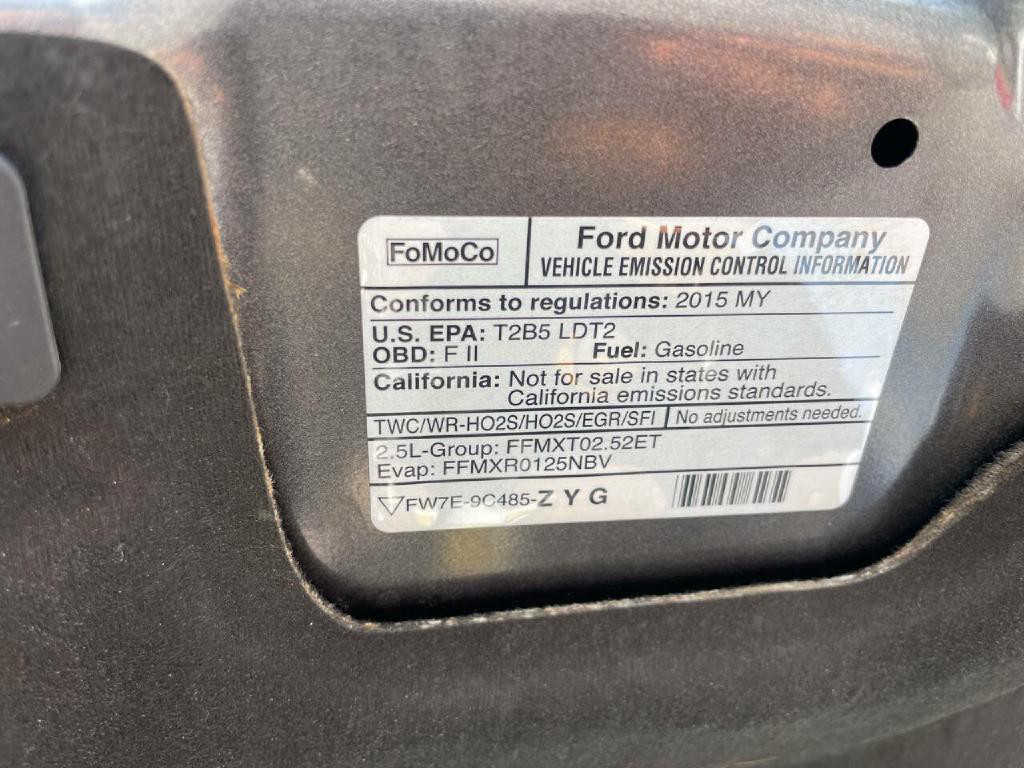 FoMoCo
Ford Motor Company
VEHICLE EMISSION CONTROL INFORMATION
Conforms to regulations: 2015 MY
U.S. EPA: T2B5 LDT2
OBD: F II Fuel: Gasoline
California: Not for sale in states with
California emissions standards.
TWC/WR-HO2S/HO2S/EGR/SFI No adjustments needed.
2.5L-Group: FFMXT02.52ET
Evap: FFMXR0125NBV
FW7E-9C485-Z Y G